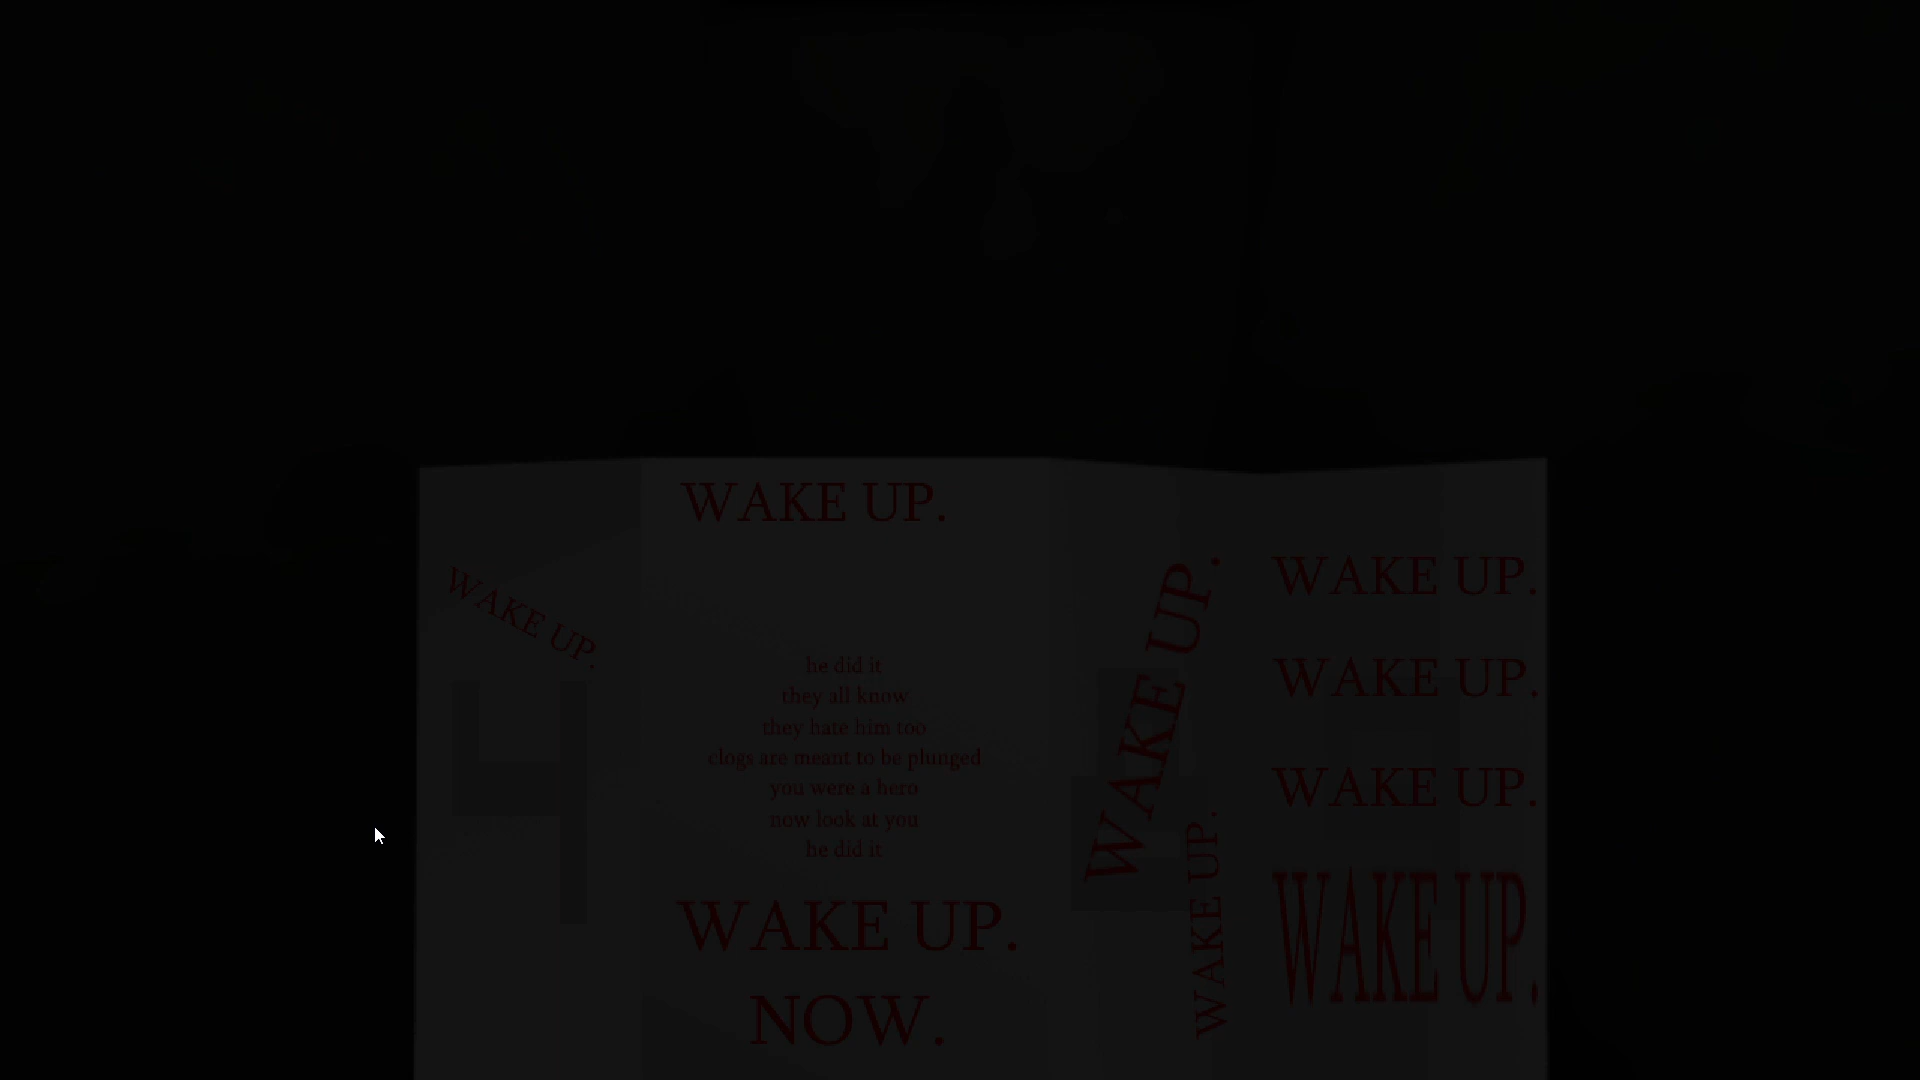 WAKE UP.
WAKE UP.
he did it
they all know
they hate him too
clogs are meant to be plunged
you were a hero
now look at you
he did it
WAKE UP.
NOW.
WAKE UP.
WAKE UP.
WAKE UP.
WAKE UP.
WAKE UP.
WAKE UP.